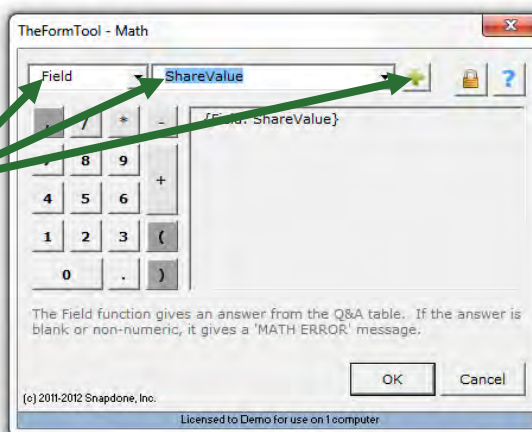 TheFormTool - Math
x
Field ShareValue + ?
, / * - {Field: ShareValue}
8 9
+
4 5 6
1 2 3 (
0 . )
The Field function gives an answer from the Q&A table. If the answer is
blank or non-numeric, it gives a 'MATH ERROR' message.
OK Cancel
(c) 2011-2012 Snapdone, Inc.
Licensed to Demo for use on 1 computer